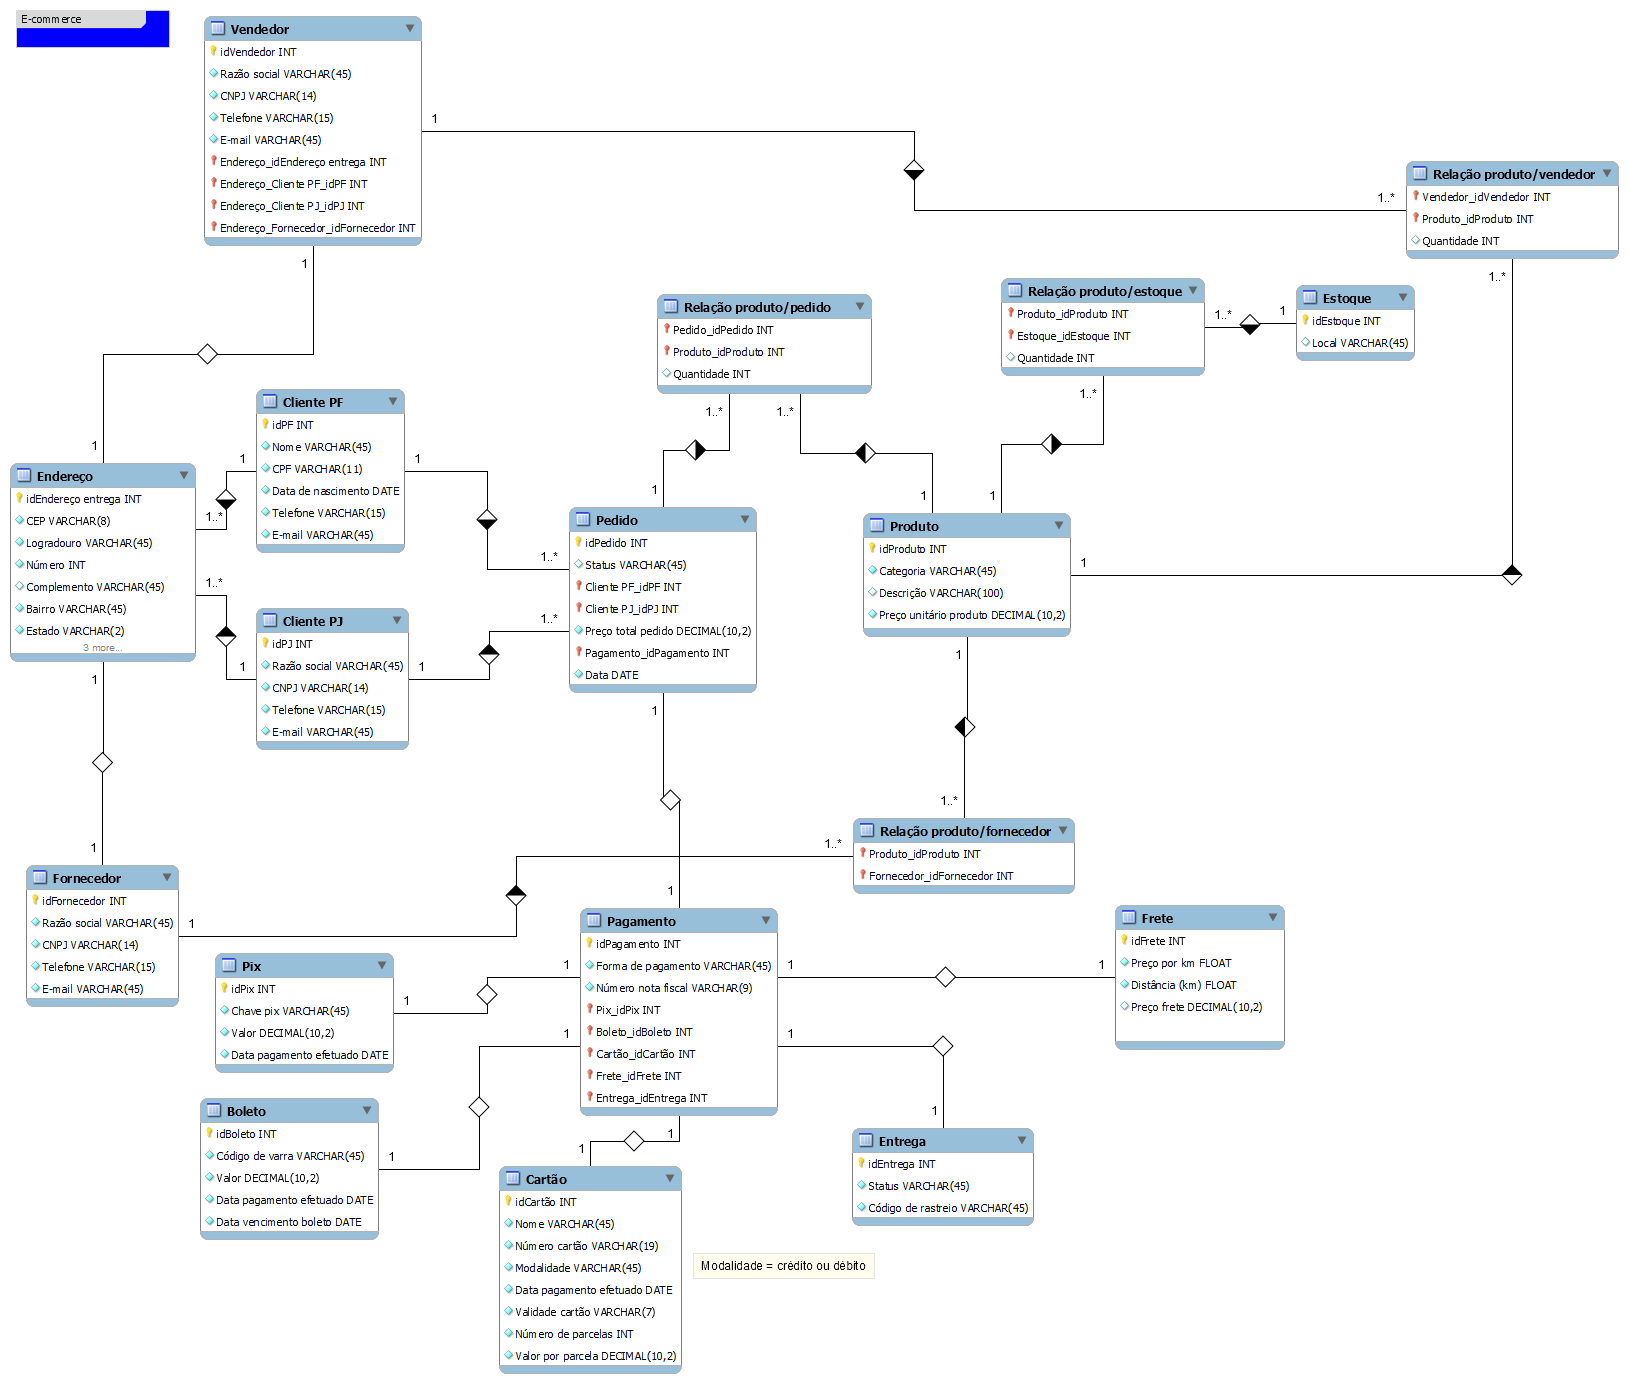 E-commerce
Vendedor
idVendedor INT
Razão social VARCHAR(45)
CNPJ VARCHAR(14)
Telefone VARCHAR(15)
E-mail VARCHAR(45)
Endereço_idEndereço entrega INT
Endereço_Cliente PF_idPF INT
Endereço_Cliente PJ_idPJ INT
Endereço_Fornecedor_idFornecedor INT
1
1..*
Relação produto/vendedor
Vendedor_idVendedor INT
Produto_idProduto INT
Quantidade INT
1
1..*
Relação produto/pedido
Pedido_idPedido INT
Produto_idProduto INT
Quantidade INT
1..*
1..*
Relação produto/estoque
Produto_idProduto INT
Estoque_idEstoque INT
Quantidade INT
1..*
1
1..*
Estoque
idEstoque INT
Local VARCHAR(45)
1
Endereço
idEndereço entrega INT
CEP VARCHAR(8)
Logradouro VARCHAR(45)
Número INT
Complemento VARCHAR(45)
Bairro VARCHAR(45)
Estado VARCHAR(2)
3 more...
1
1..*
1..*
1
Cliente PF
idPF INT
Nome VARCHAR(45)
CPF VARCHAR(11)
Data de nascimento DATE
Telefone VARCHAR(15)
E-mail VARCHAR(45)
1
1..*
Cliente PJ
idPJ INT
Razão social VARCHAR(45)
CNPJ VARCHAR(14)
Telefone VARCHAR(15)
E-mail VARCHAR(45)
1
1..*
1
Pedido
idPedido INT
Status VARCHAR(45)
Cliente PF_idPF INT
Cliente PJ_idPJ INT
Preço total pedido DECIMAL(10,2)
Pagamento_idPagamento INT
Data DATE
1
1
1
Produto
idProduto INT
Categoria VARCHAR(45)
Descrição VARCHAR(100)
Preço unitário produto DECIMAL(10,2)
1
1
1..*
1..*
Relação produto/fornecedor
Produto_idProduto INT
Fornecedor_idFornecedor INT
1
1
Fornecedor
idFornecedor INT
Razão social VARCHAR(45)
CNPJ VARCHAR(14)
Telefone VARCHAR(15)
E-mail VARCHAR(45)
1
1
Pagamento
idPagamento INT
Forma de pagamento VARCHAR(45)
Número nota fiscal VARCHAR(9)
Pix_idPix INT
Boleto_idBoleto INT
Cartão_idCartão INT
Frete_idFrete INT
Entrega_idEntrega INT
1
1
Frete
idFrete INT
Preço por km FLOAT
Distância (km) FLOAT
Preço frete DECIMAL(10,2)
Pix
idPix INT
Chave pix VARCHAR(45)
Valor DECIMAL(10,2)
Data pagamento efetuado DATE
1
1
1
1
1
Boleto
idBoleto INT
Código de varra VARCHAR(45)
Valor DECIMAL(10,2)
Data pagamento efetuado DATE
Data vencimento boleto DATE
1
1
1
Entrega
idEntrega INT
Status VARCHAR(45)
Código de rastreio VARCHAR(45)
Cartão
idCartão INT
Nome VARCHAR(45)
Número cartão VARCHAR(19)
Modalidade VARCHAR(45)
Data pagamento efetuado DATE
Validade cartão VARCHAR(7)
Número de parcelas INT
Valor por parcela DECIMAL(10,2)
Modalidade = crédito ou débito